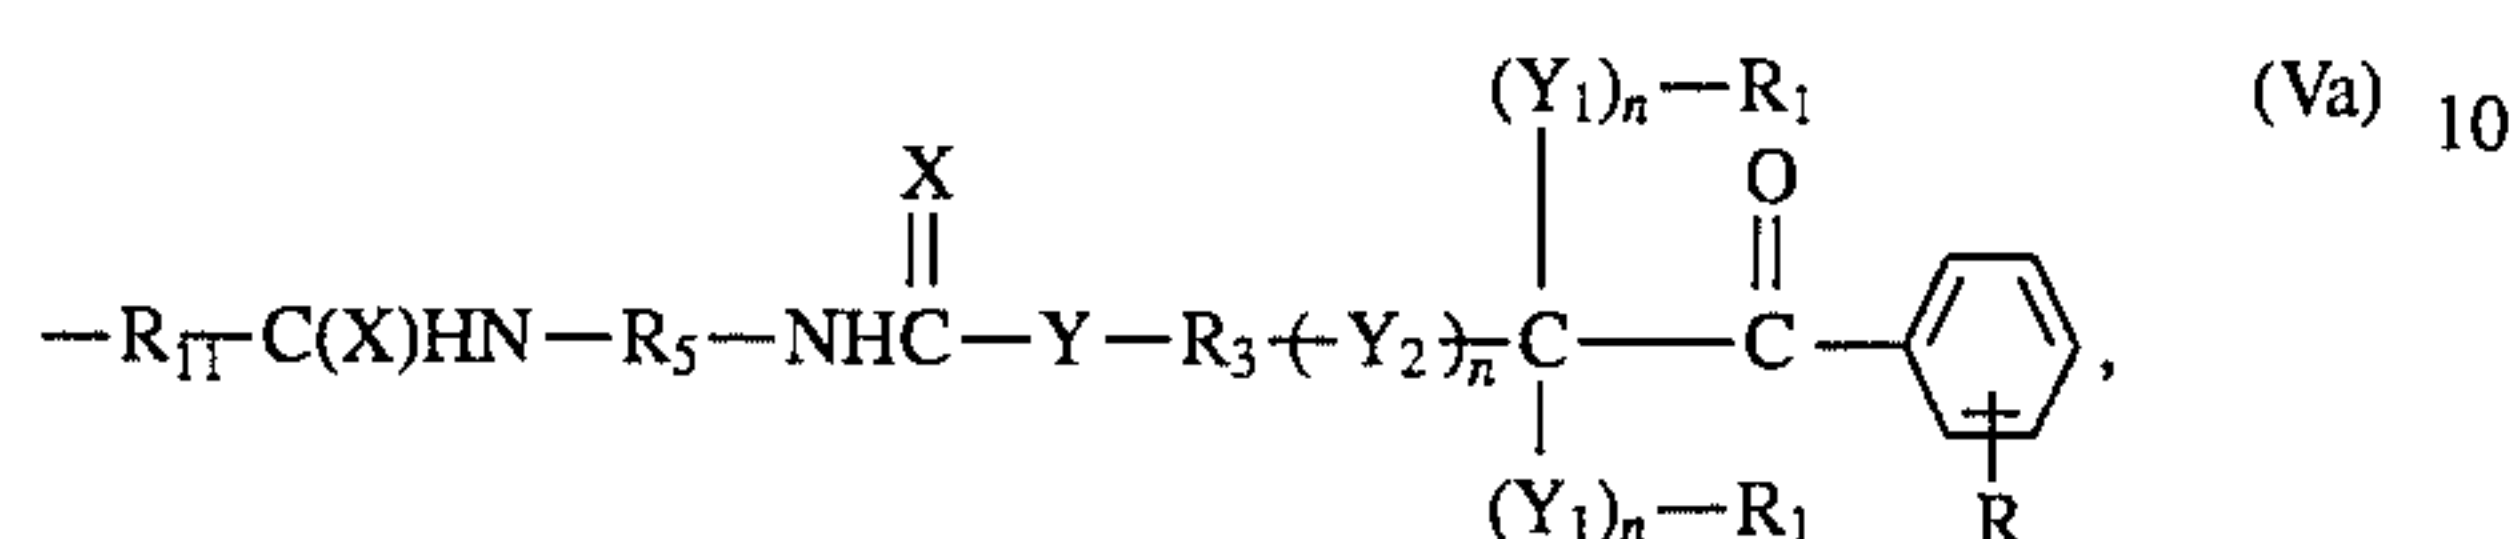 (Y1)n—R1 (Va) 10
X O
—R11—C(X)HN—R5—NHC—Y—R3—(Y2)n—C—C— ,
(Y1)n—R1 R